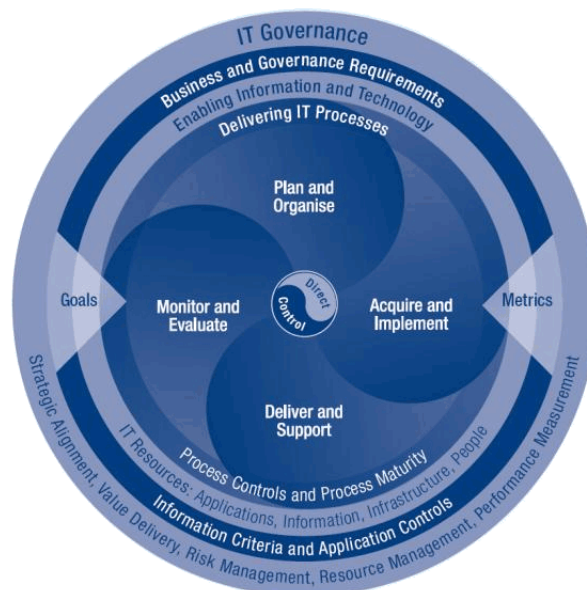 IT Governance
Business and Governance Requirements
Enabling Information and Technology
Delivering IT Processes
Plan and
Organise
Goals
Monitor and
Evaluate
Direct
Control
Acquire and
Implement
Metrics
Deliver and
Support
Process Controls and Process Maturity
IT Resources: Applications, Information, Infrastructure, People
Information Criteria and Application Controls
Strategic Alignment, Value Delivery, Risk Management, Resource Management, Performance Measurement